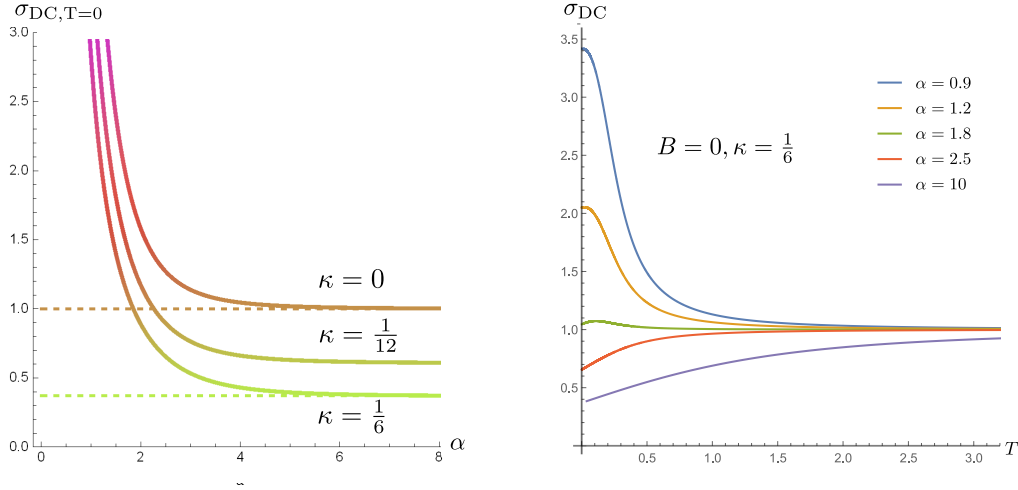 σ_DC,T=0
3.0
2.5
2.0
1.5
1.0
0.5
0.0
0 2 4 6 8 α
κ = 0
κ = 1/12
κ = 1/6
σ_DC
3.5
3.0
2.5
2.0
1.5
1.0
0.5
0.5 1.0 1.5 2.0 2.5 3.0 T
B = 0, κ = 1/6
α = 0.9
α = 1.2
α = 1.8
α = 2.5
α = 10